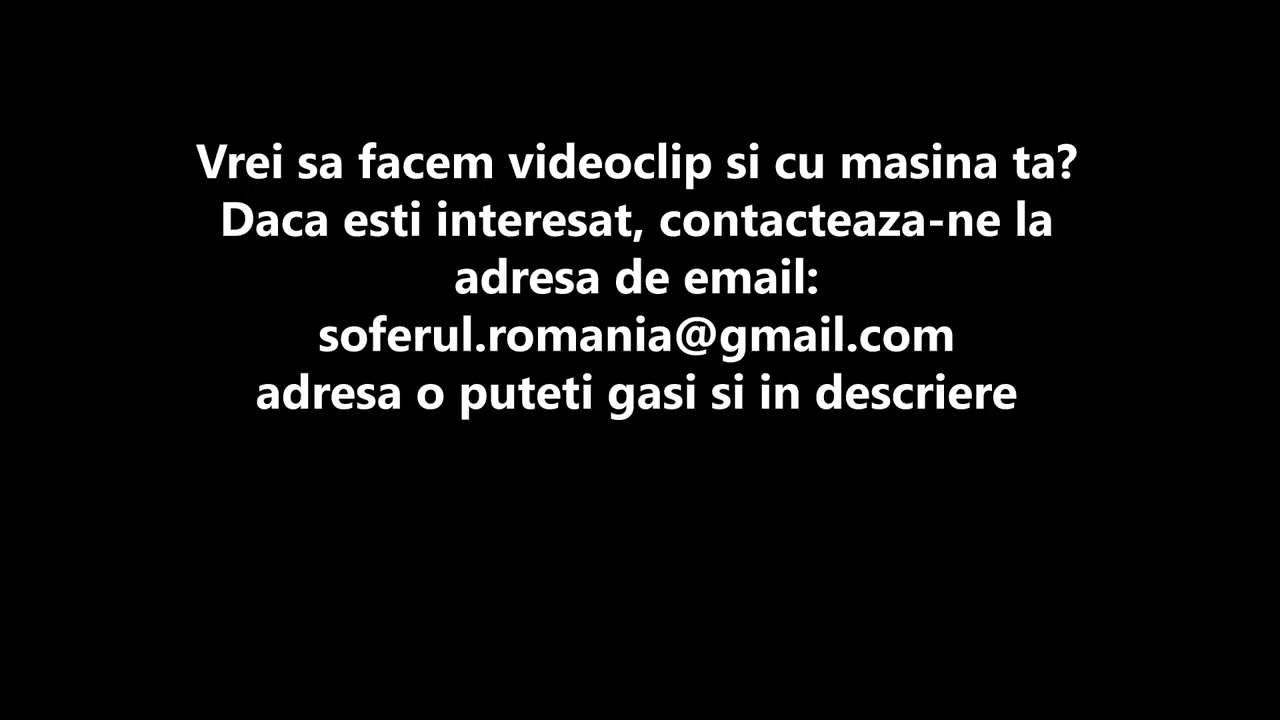 Vrei sa facem videoclip si cu masina ta?
Daca esti interesat, contacteaza-ne la
adresa de email:
soferul.romania@gmail.com
adresa o puteti gasi si in descriere